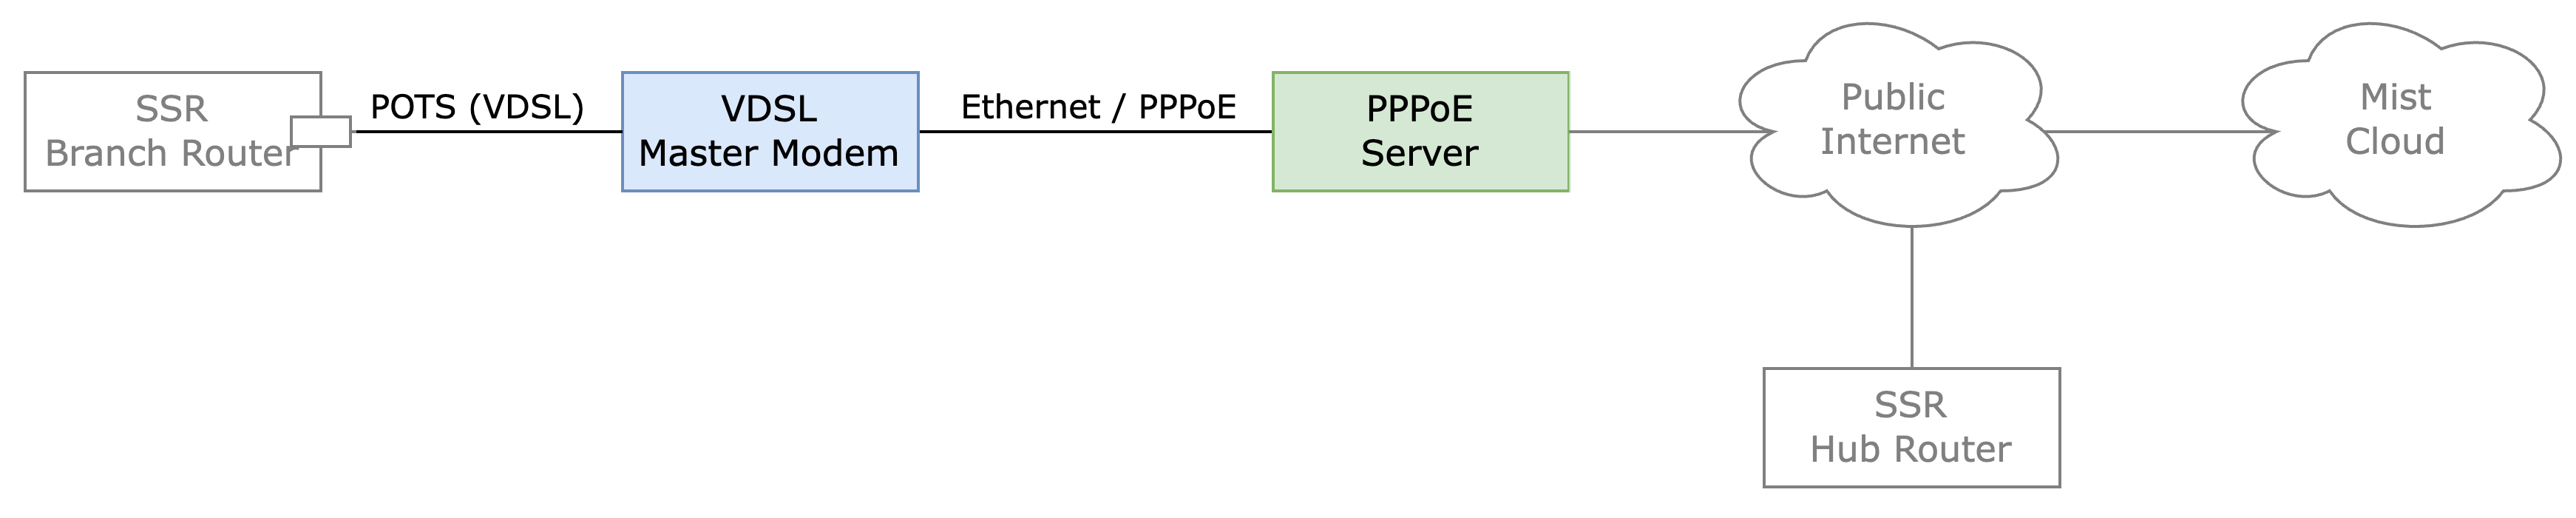 SSR
Branch Router
POTS (VDSL)
VDSL
Master Modem
Ethernet / PPPoE
PPPoE
Server
Public
Internet
Mist
Cloud
SSR
Hub Router